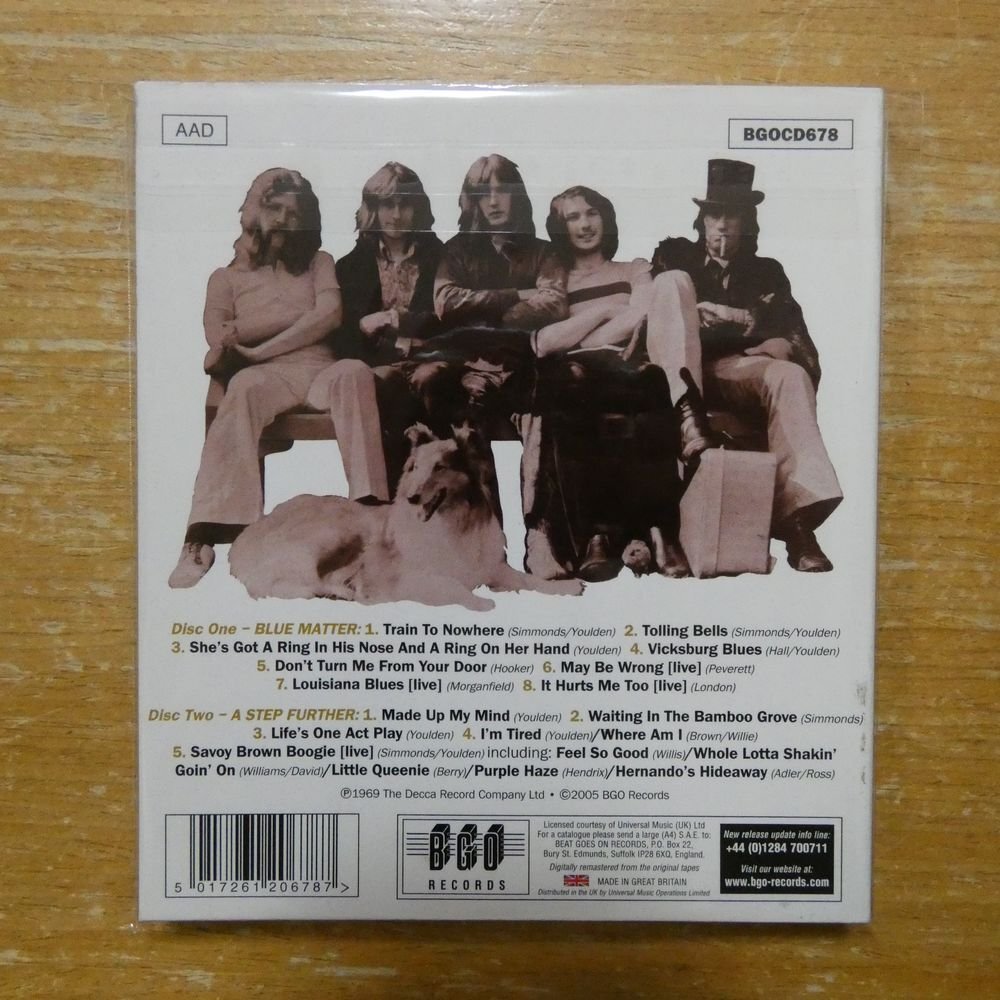 AAD
BGOCD678
Disc One – BLUE MATTER: 1. Train To Nowhere (Simmonds/Youlden) 2. Tolling Bells (Simmonds/Youlden)
3. She's Got A Ring In His Nose And A Ring On Her Hand (Youlden) 4. Vicksburg Blues (Hall/Youlden)
5. Don't Turn Me From Your Door (Hooker) 6. May Be Wrong [live] (Peverett)
7. Louisiana Blues [live] (Morganfield) 8. It Hurts Me Too [live] (London)
Disc Two – A STEP FURTHER: 1. Made Up My Mind (Youlden) 2. Waiting In The Bamboo Grove (Simmonds)
3. Life's One Act Play (Youlden) 4. I'm Tired (Youlden)/Where Am I (Brown/Willie)
5. Savoy Brown Boogie [live] (Simmonds/Youlden) including: Feel So Good (Willis)/Whole Lotta Shakin'
Goin' On (Williams/David)/Little Queenie (Berry)/Purple Haze (Hendrix)/Hernando's Hideaway (Adler/Ross)
℗1969 The Decca Record Company Ltd • ©2005 BGO Records
5 017261 206787 >
BGO
RECORDS
Licensed courtesy of Universal Music (UK) Ltd
For a catalogue please send a large (A4) S.A.E. to:
BEAT GOES ON RECORDS, P.O. Box 22,
Bury St. Edmunds, Suffolk IP28 6XQ, England.
Digitally remastered from the original tapes
MADE IN GREAT BRITAIN
Distributed in the UK by Universal Music Operations Limited
New release update info line:
+44 (0)1284 700711
Visit our website at:
www.bgo-records.com